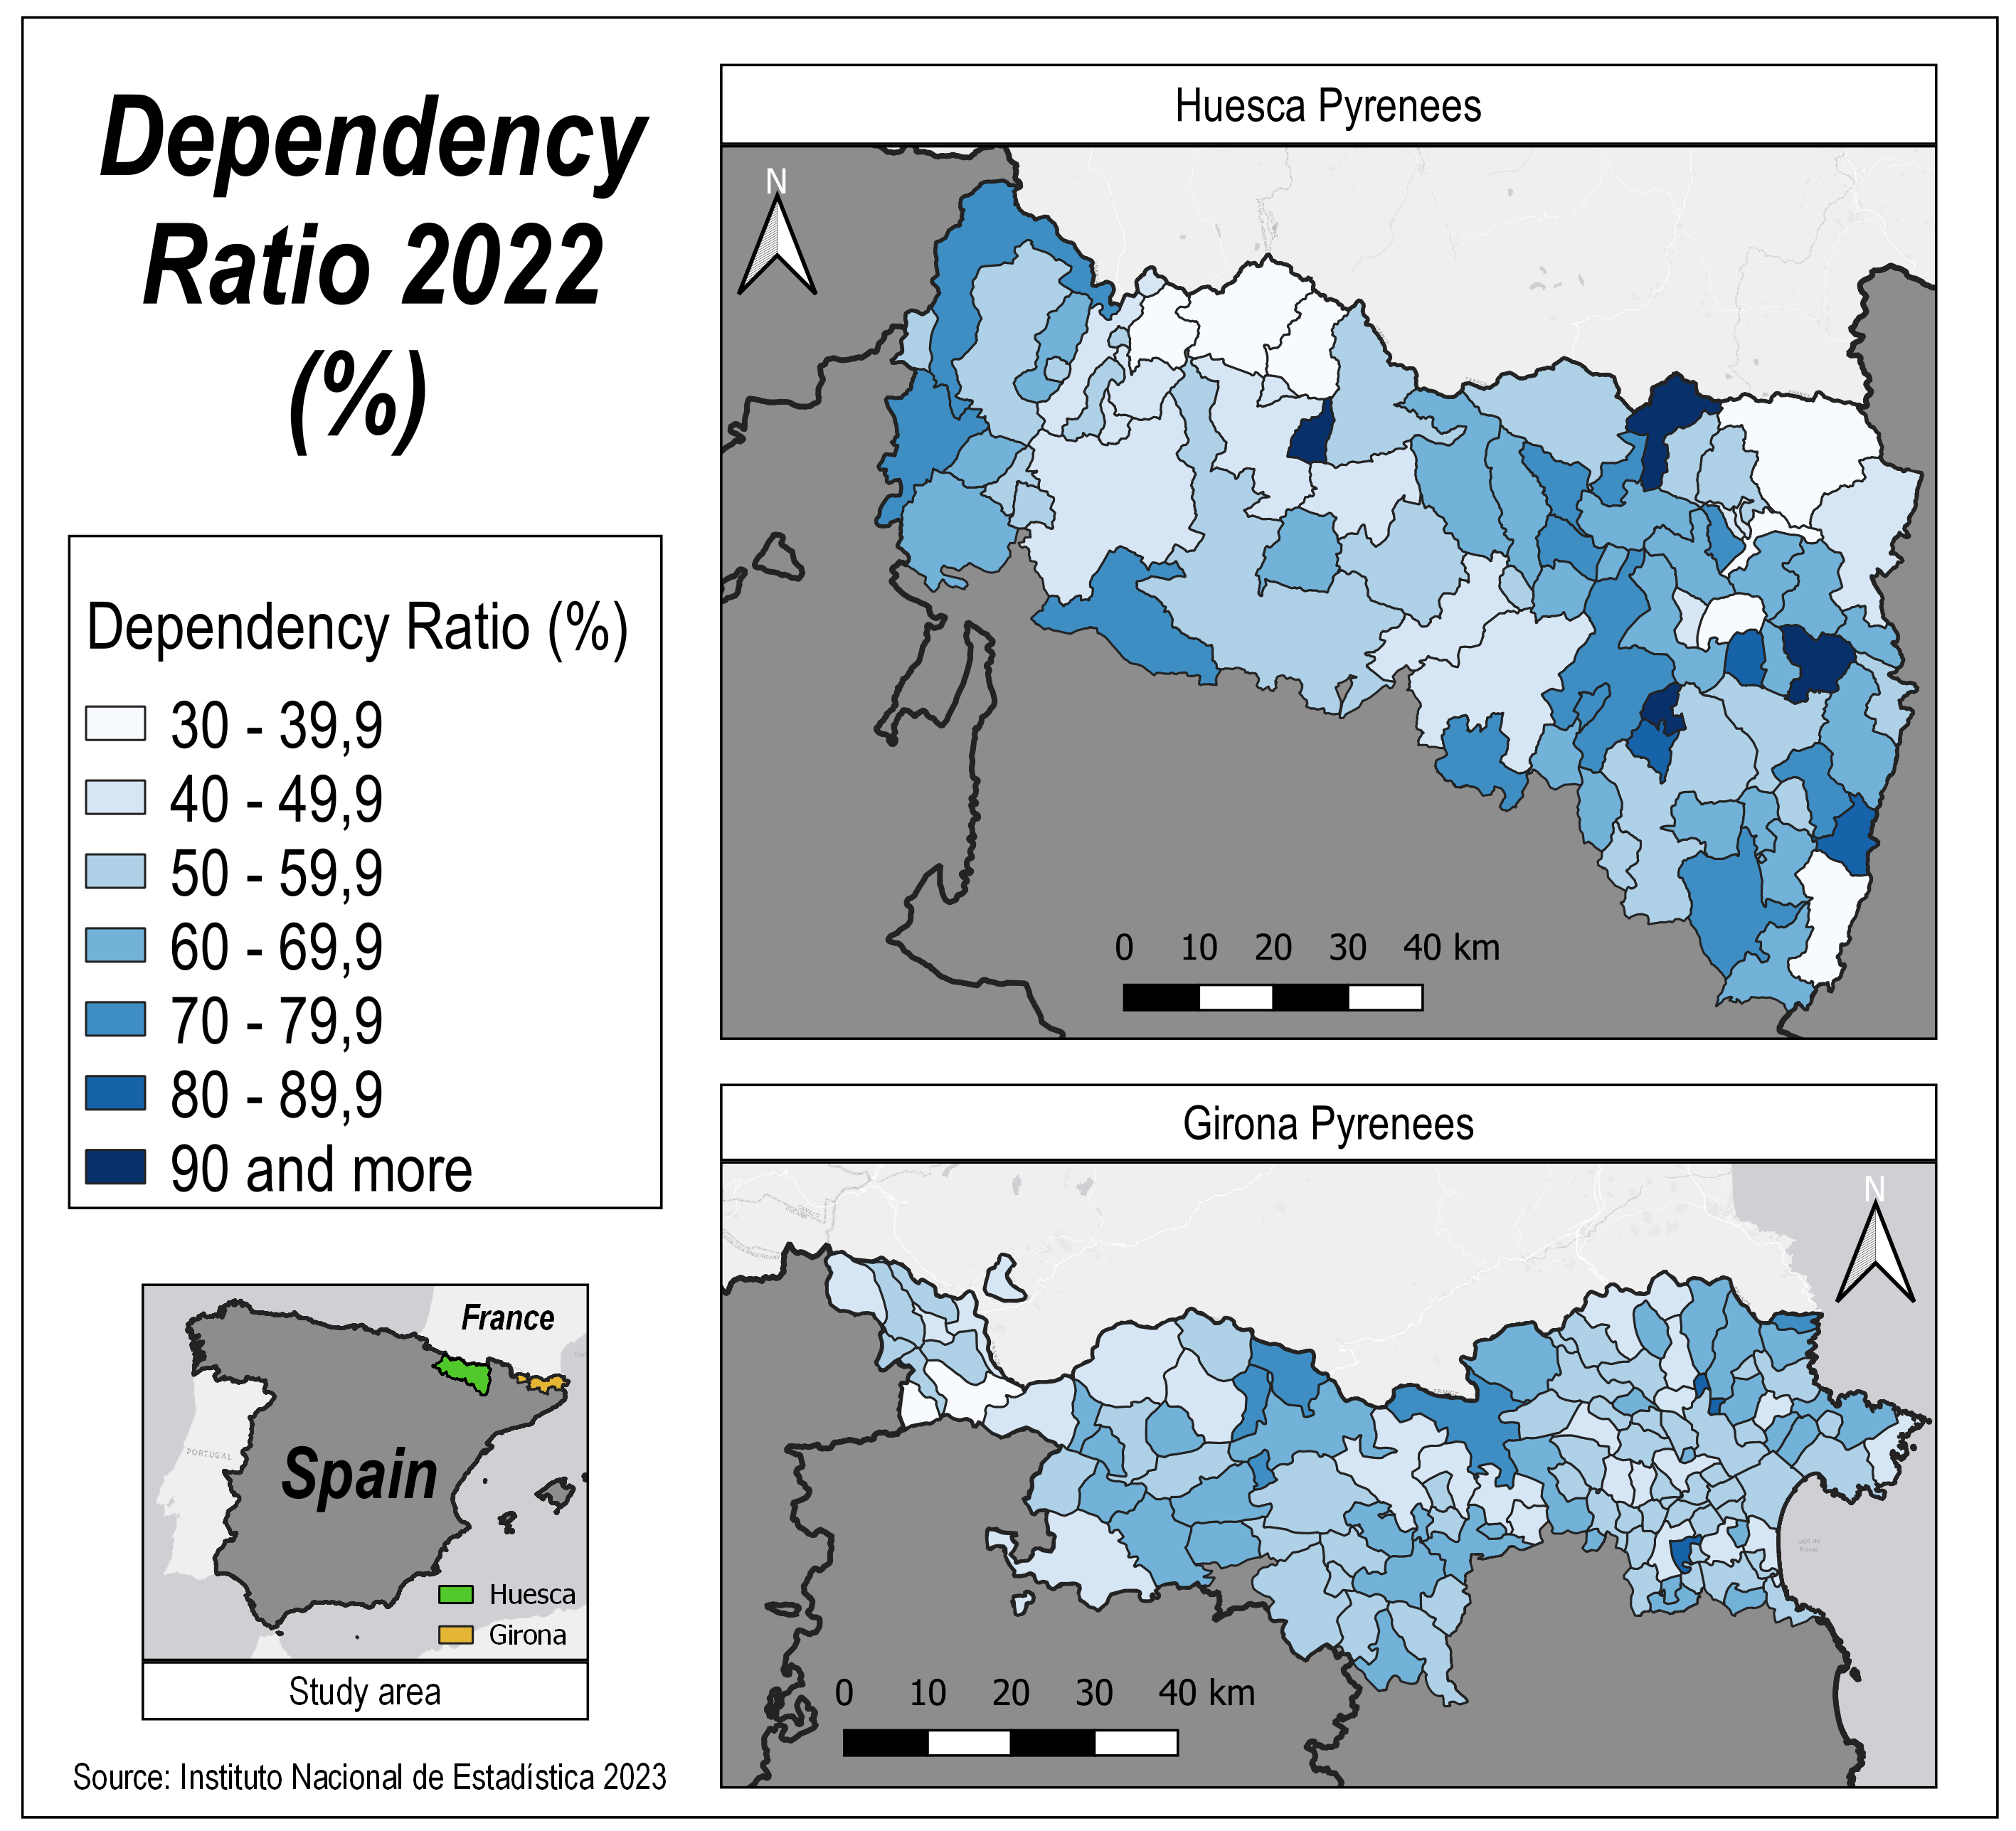 Dependency
Ratio 2022
(%)
Dependency Ratio (%)
30 - 39,9
40 - 49,9
50 - 59,9
60 - 69,9
70 - 79,9
80 - 89,9
90 and more
France
PORTUGAL
Spain
Huesca
Girona
Study area
Source: Instituto Nacional de Estadística 2023
Huesca Pyrenees
N
0 10 20 30 40 km
Girona Pyrenees
N
0 10 20 30 40 km